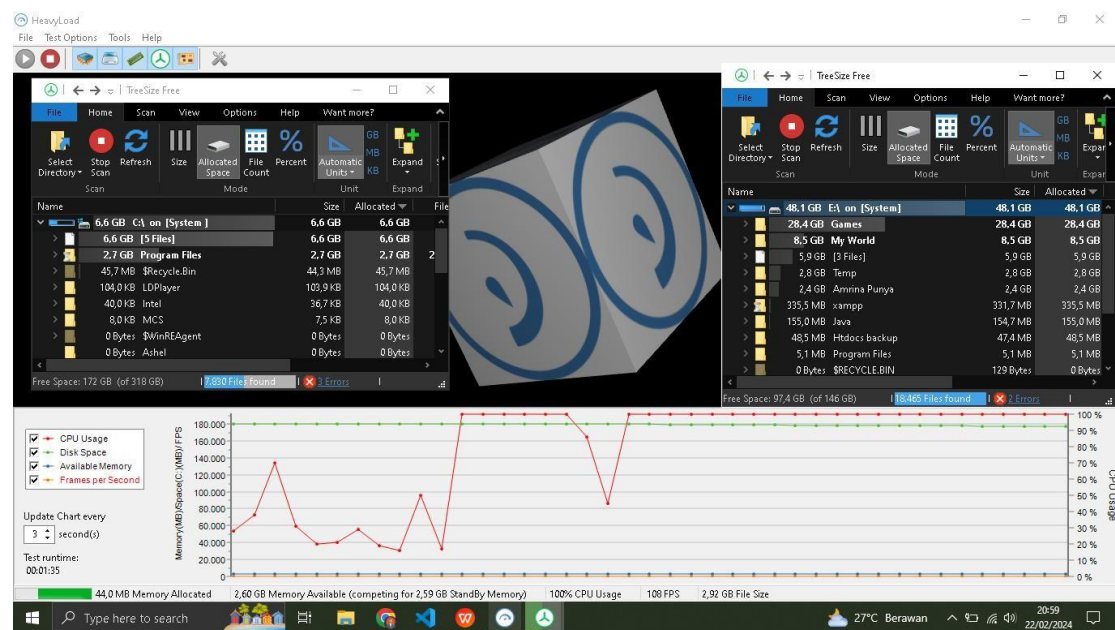 HeavyLoad
File Test Options Tools Help
TreeSize Free
File Home Scan View Options Help Want more?
Select Directory Stop Scan Refresh Size Allocated Space File Count Percent Automatic Units GB MB KB Expand
Scan Mode Unit Expand
Name Size Allocated File
6,6 GB C:\ on [System ] 6,6 GB 6,6 GB
6,6 GB [5 Files] 6,6 GB 6,6 GB
2,7 GB Program Files 2,7 GB 2,7 GB 2
45,7 MB $Recycle.Bin 44,3 MB 45,7 MB
104,0 KB LDPlayer 103,9 KB 104,0 KB
40,0 KB Intel 36,7 KB 40,0 KB
8,0 KB MCS 7,5 KB 8,0 KB
0 Bytes $WinREAgent 0 Bytes 0 Bytes
0 Bytes Ashel 0 Bytes 0 Bytes
Free Space: 172 GB (of 318 GB) 7.830 Files found 3 Errors
TreeSize Free
File Home Scan View Options Help Want more?
Select Directory Stop Scan Refresh Size Allocated Space File Count Percent Automatic Units GB MB KB Expar
Scan Mode Unit Expar
Name Size Allocated
48,1 GB E:\ on [System] 48,1 GB 48,1 GB
28,4 GB Games 28,4 GB 28,4 GB
8,5 GB My World 8,5 GB 8,5 GB
5,9 GB [3 Files] 5,9 GB 5,9 GB
2,8 GB Temp 2,8 GB 2,8 GB
2,4 GB Amrina Punya 2,4 GB 2,4 GB
335,5 MB xampp 331,7 MB 335,5 MB
155,0 MB Java 154,7 MB 155,0 MB
48,5 MB Htdocs backup 47,4 MB 48,5 MB
5,1 MB Program Files 5,1 MB 5,1 MB
0 Bytes $RECYCLE.BIN 129 Bytes 0 Bytes
Free Space: 97,4 GB (of 146 GB) 18.465 Files found 2 Errors
CPU Usage
Disk Space
Available Memory
Frames per Second
Update Chart every
3 second(s)
Test runtime:
00:01:35
Memory(MB)/Space(C:)(MB)/FPS
180.000
160.000
140.000
120.000
100.000
80.000
60.000
40.000
20.000
0
100 %
90 %
80 %
70 %
60 %
50 %
40 %
30 %
20 %
10 %
0 %
CPU Usage
44,0 MB Memory Allocated 2,60 GB Memory Available (competing for 2,59 GB StandBy Memory) 100% CPU Usage 108 FPS 2,92 GB File Size
Type here to search 27°C Berawan 20:59
22/02/2024